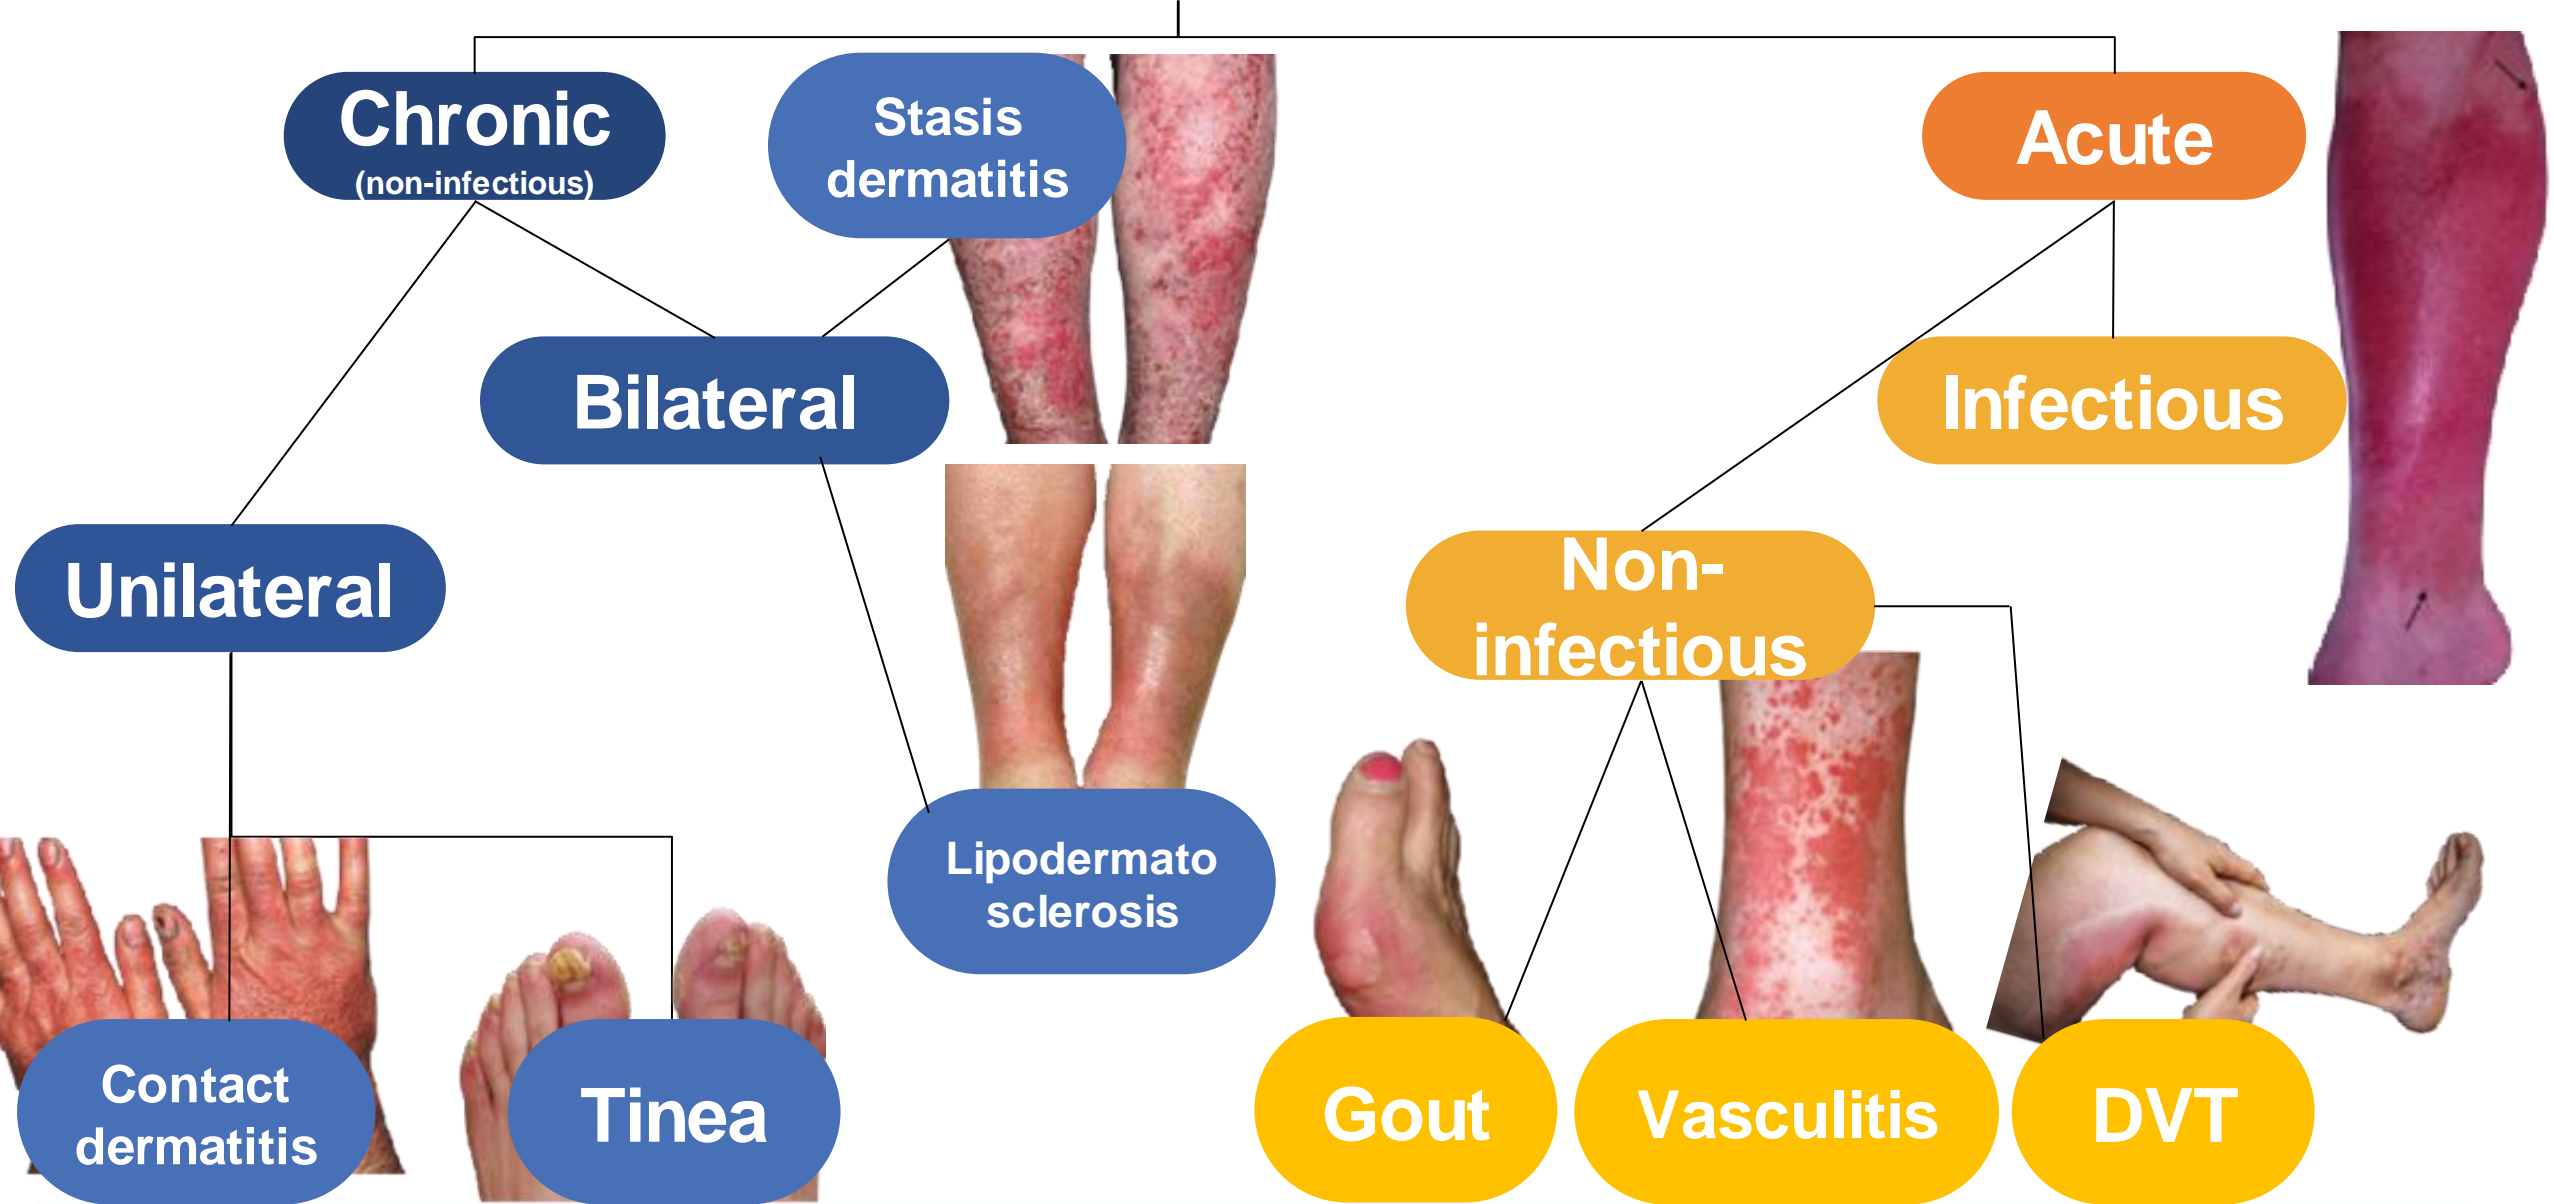 Chronic
(non-infectious)
Stasis
dermatitis
Acute
Bilateral
Infectious
Unilateral
Non-
infectious
Lipodermato
sclerosis
Contact
dermatitis
Tinea
Gout
Vasculitis
DVT